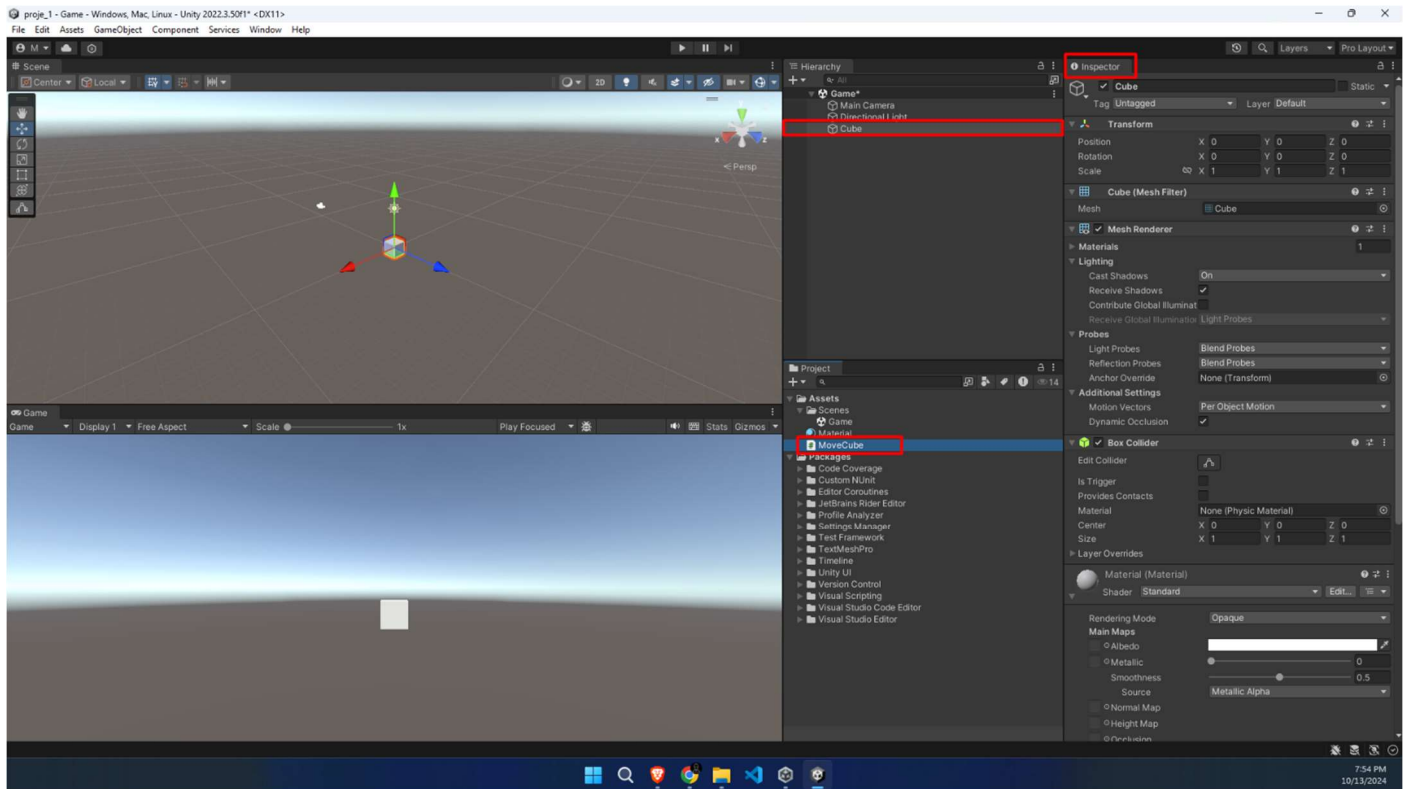 proje_1 - Game - Windows, Mac, Linux - Unity 2022.3.50f1* <DX11>
File Edit Assets GameObject Component Services Window Help
M
Layers Pro Layout
Scene
Center Local 2D
Persp
x z
Game
Game Display 1 Free Aspect Scale 1x Play Focused Stats Gizmos
Hierarchy
All
Game*
Main Camera
Directional Light
Cube
Project
14
Assets
Scenes
Game
Material
MoveCube
Packages
Code Coverage
Custom NUnit
Editor Coroutines
JetBrains Rider Editor
Profile Analyzer
Settings Manager
Test Framework
TextMeshPro
Timeline
Unity UI
Version Control
Visual Scripting
Visual Studio Code Editor
Visual Studio Editor
Inspector
Cube Static
Tag Untagged Layer Default
Transform
Position X 0 Y 0 Z 0
Rotation X 0 Y 0 Z 0
Scale X 1 Y 1 Z 1
Cube (Mesh Filter)
Mesh Cube
Mesh Renderer
Materials 1
Lighting
Cast Shadows On
Receive Shadows
Contribute Global Illuminat
Receive Global Illumination Light Probes
Probes
Light Probes Blend Probes
Reflection Probes Blend Probes
Anchor Override None (Transform)
Additional Settings
Motion Vectors Per Object Motion
Dynamic Occlusion
Box Collider
Edit Collider
Is Trigger
Provides Contacts
Material None (Physic Material)
Center X 0 Y 0 Z 0
Size X 1 Y 1 Z 1
Layer Overrides
Material (Material)
Shader Standard Edit...
Rendering Mode Opaque
Main Maps
Albedo
Metallic 0
Smoothness 0.5
Source Metallic Alpha
Normal Map
Height Map
Occlusion
7:54 PM
10/13/2024